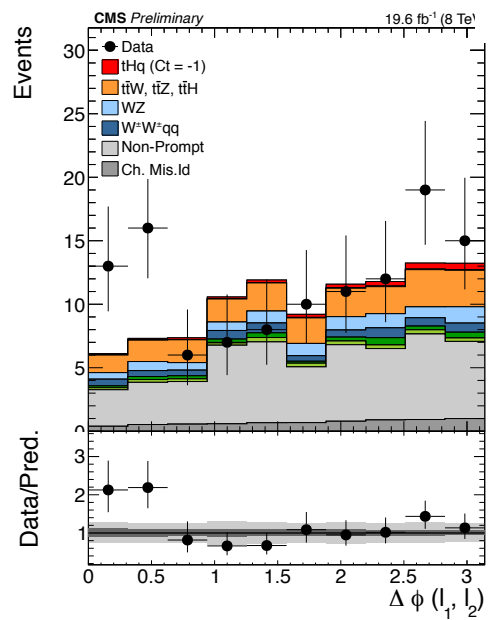 CMS Preliminary 19.6 fb⁻¹ (8 TeV
Events
30
25
20
15
10
5
0
Data
tHq (Ct = -1)
tt̄W, tt̄Z, tt̄H
WZ
W±W±qq
Non-Prompt
Ch. Mis.Id
Data/Pred.
3
2
1
0 0.5 1 1.5 2 2.5 3
Δ ϕ (l₁, l₂)